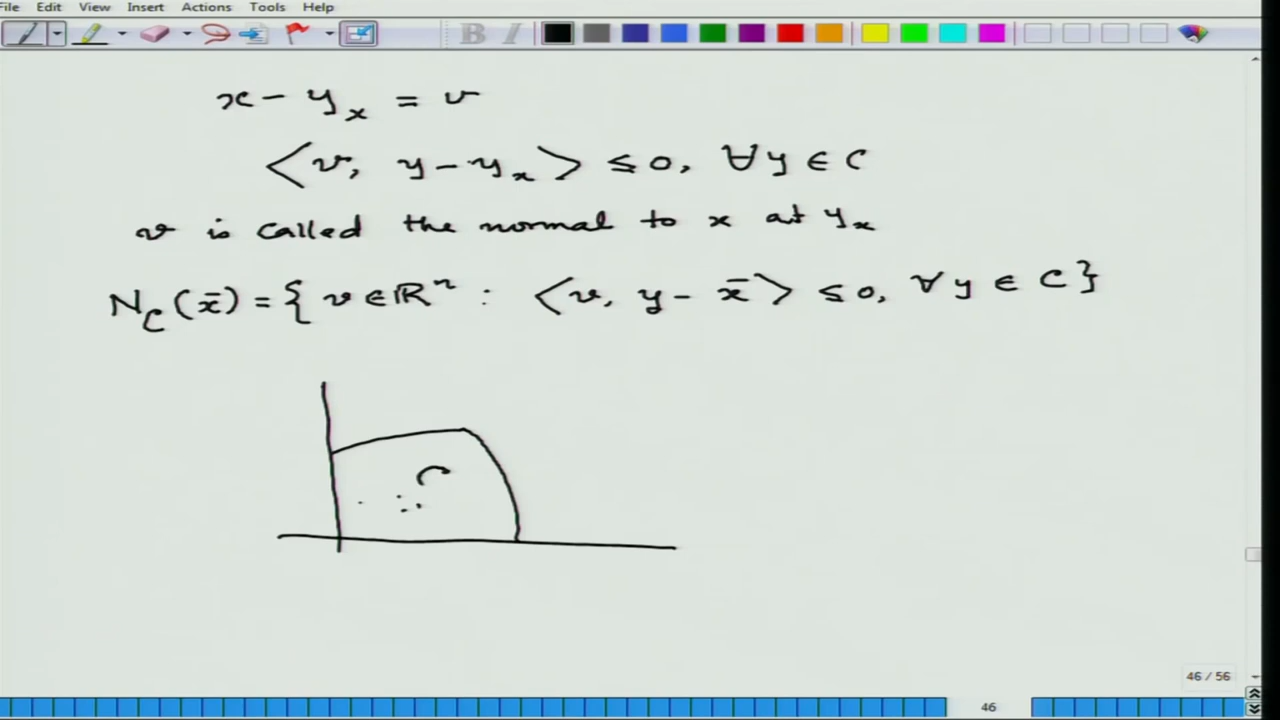 File Edit View Insert Actions Tools Help
B I
x - y_x = v
⟨v, y - y_x⟩ ≤ 0, ∀ y ∈ C
v is called the normal to x at y_x
N_C(x̄) = { v ∈ ℝⁿ : ⟨v, y - x̄⟩ ≤ 0, ∀ y ∈ C }
C
46 / 56
46